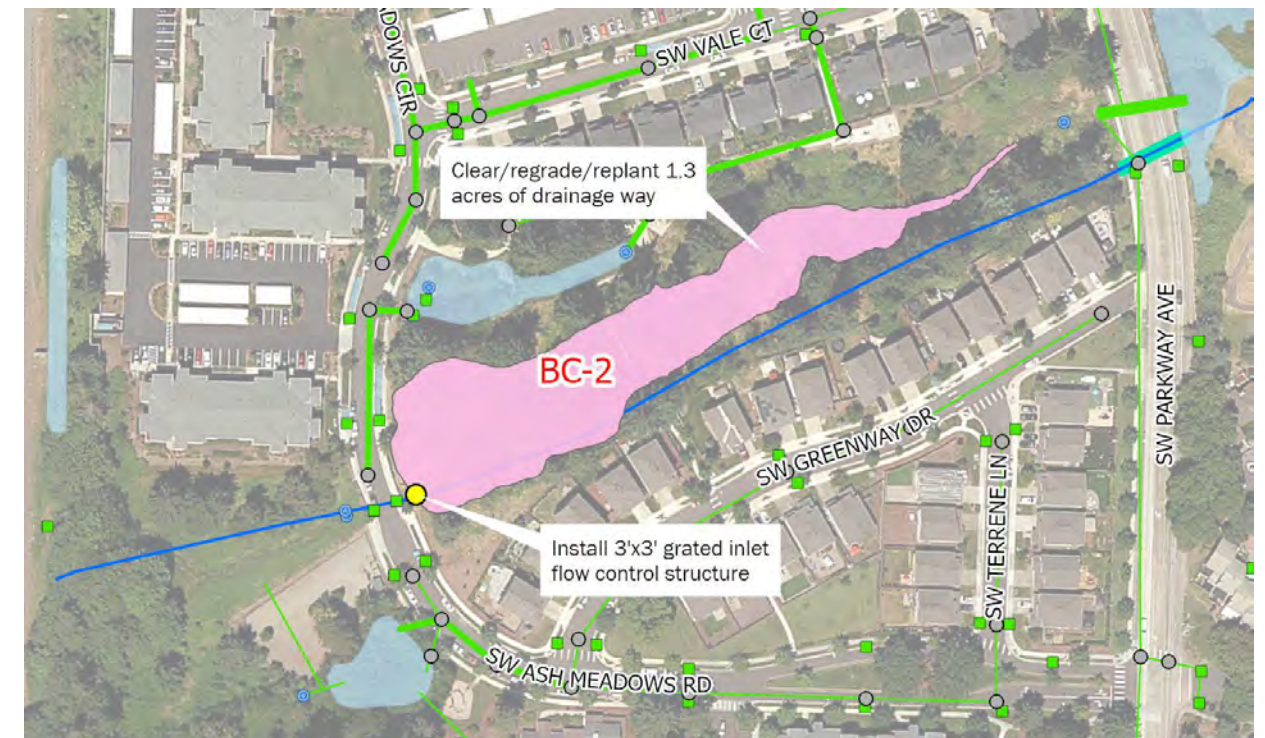 ADOWS CIR
SW VALE CT
Clear/regrade/replant 1.3
acres of drainage way
BC-2
SW PARKWAY AVE
SW GREENWAY DR
SW TERRENE LN
Install 3'x3' grated inlet
flow control structure
SW ASH MEADOWS RD